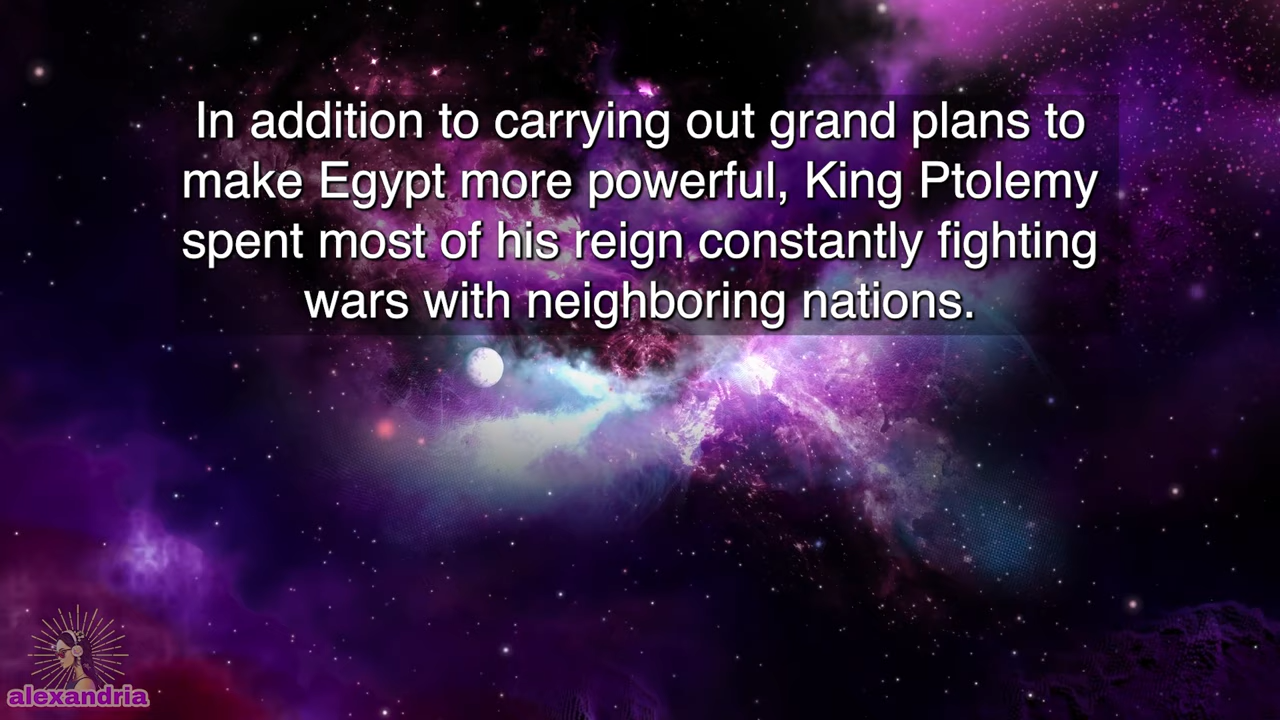 In addition to carrying out grand plans to
make Egypt more powerful, King Ptolemy
spent most of his reign constantly fighting
wars with neighboring nations.
alexandria